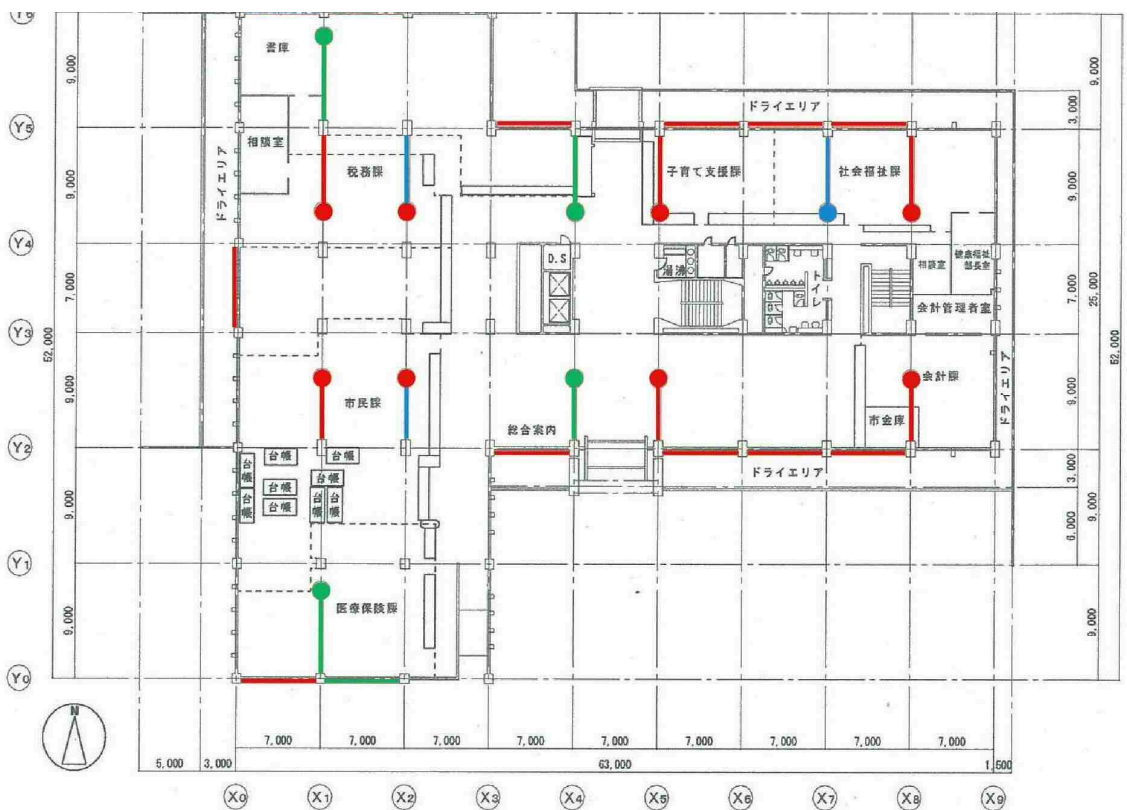 Y6
書庫
9,000
9,000
ドライエリア
3,000
Y5
相談室
税務課
子育て支援課
社会福祉課
ドライエリア
9,000
9,000
Y4
D.S
湯沸
トイレ
相談室
健康福祉部長室
7,000
7,000
25,000
会計管理者室
Y3
52,000
52,000
9,000
市民課
会計課
9,000
ドライエリア
総合案内
市金庫
Y2
台帳
台帳
台帳
台帳
台帳
台帳
台帳
台帳
台帳
ドライエリア
3,000
9,000
6,000
9,000
Y1
医療保険課
9,000
9,000
Y0
N
7,000
7,000
7,000
7,000
7,000
7,000
7,000
7,000
7,000
5,000
3,000
63,000
1,500
X0
X1
X2
X3
X4
X5
X6
X7
X8
X9